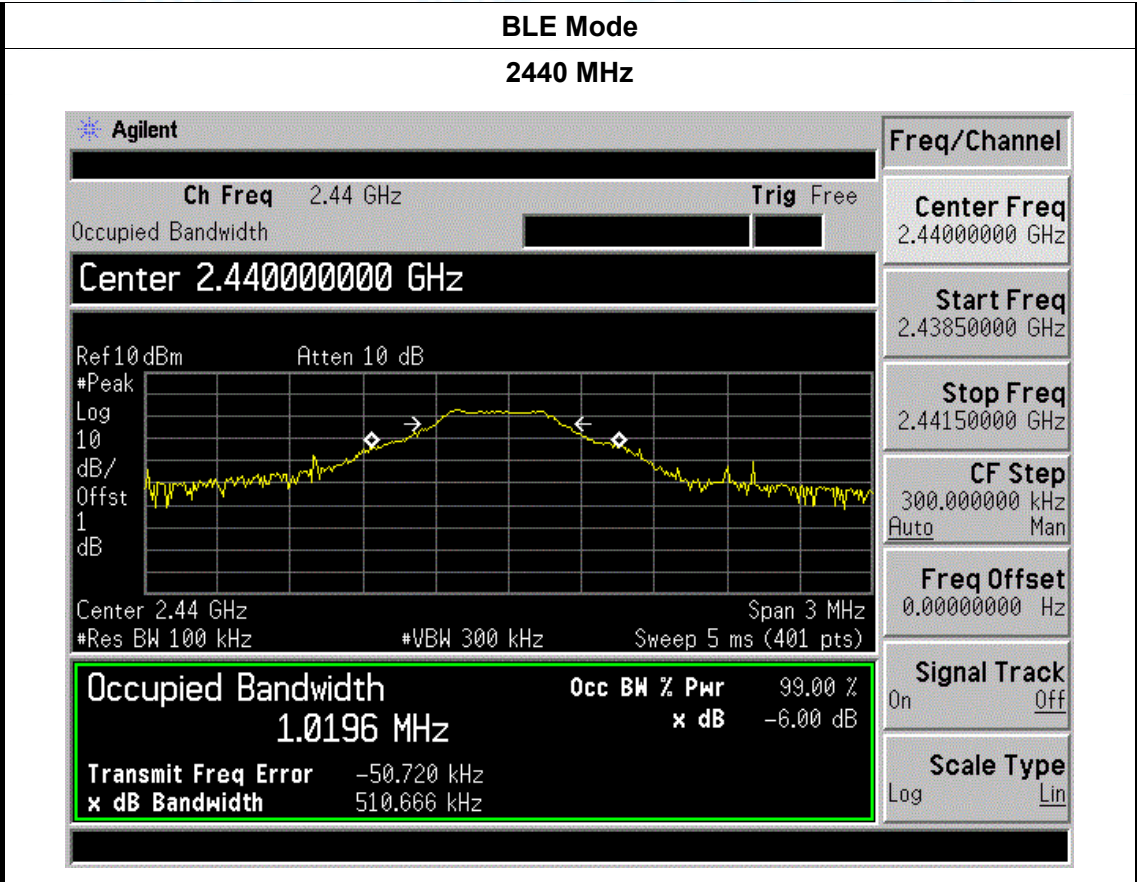 BLE Mode
2440 MHz
Agilent
Freq/Channel
Ch Freq 2.44 GHz Trig Free
Occupied Bandwidth
Center 2.440000000 GHz
Center Freq
2.44000000 GHz
Start Freq
2.43850000 GHz
Stop Freq
2.44150000 GHz
CF Step
300.000000 kHz
Auto Man
Freq Offset
0.00000000 Hz
Signal Track
On Off
Scale Type
Log Lin
Ref10dBm Atten 10 dB
#Peak
Log
10
dB/
Offst
1
dB
Center 2.44 GHz Span 3 MHz
#Res BW 100 kHz #VBW 300 kHz Sweep 5 ms (401 pts)
Occupied Bandwidth Occ BW % Pwr 99.00 %
1.0196 MHz x dB -6.00 dB
Transmit Freq Error -50.720 kHz
x dB Bandwidth 510.666 kHz